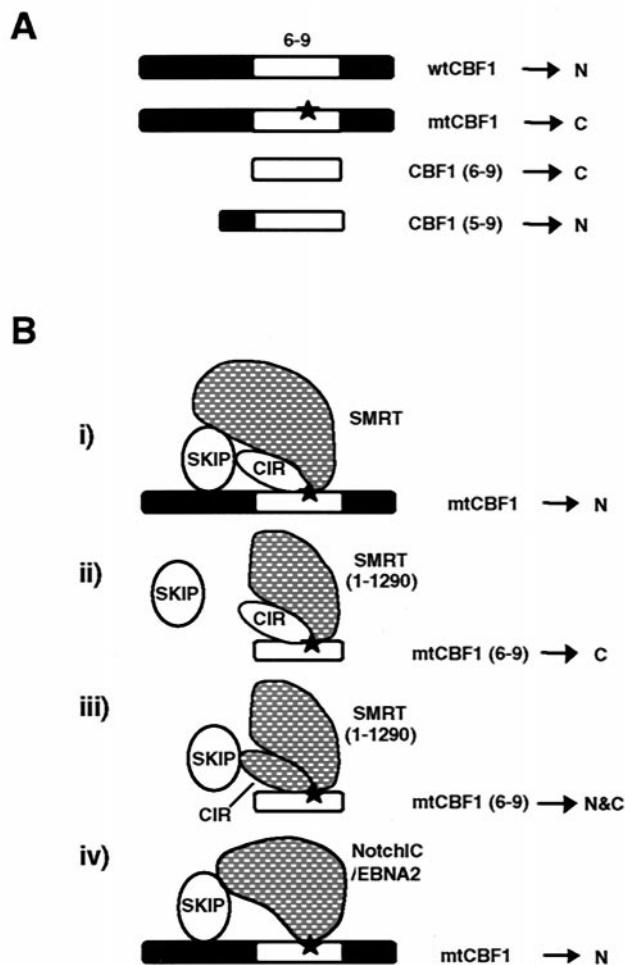 A
6-9
wtCBF1 N
mtCBF1 C
CBF1 (6-9) C
CBF1 (5-9) N
B
i)
SMRT
SKIP
CIR
mtCBF1 N
ii)
SMRT
(1-1290)
SKIP
CIR
mtCBF1 (6-9) C
iii)
SMRT
(1-1290)
SKIP
CIR
mtCBF1 (6-9) N&C
iv)
NotchIC
/EBNA2
SKIP
mtCBF1 N